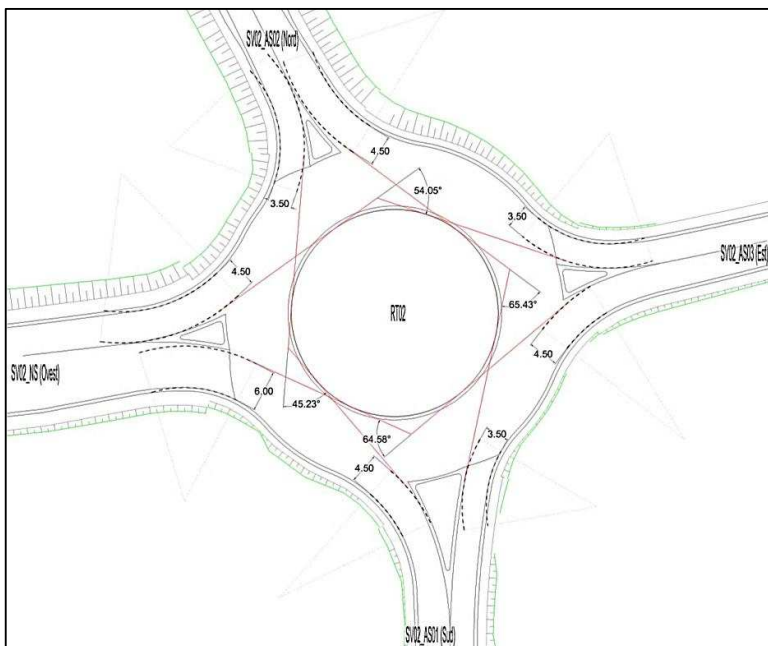 SV02_AS02 (Nord)
4.50
54.05°
3.50
3.50
SV02_AS03 (Est)
4.50
65.43°
RT02
4.50
SV02_NS (Ovest)
6.00
45.23°
64.58°
3.50
4.50
SV02_AS01 (Sud)